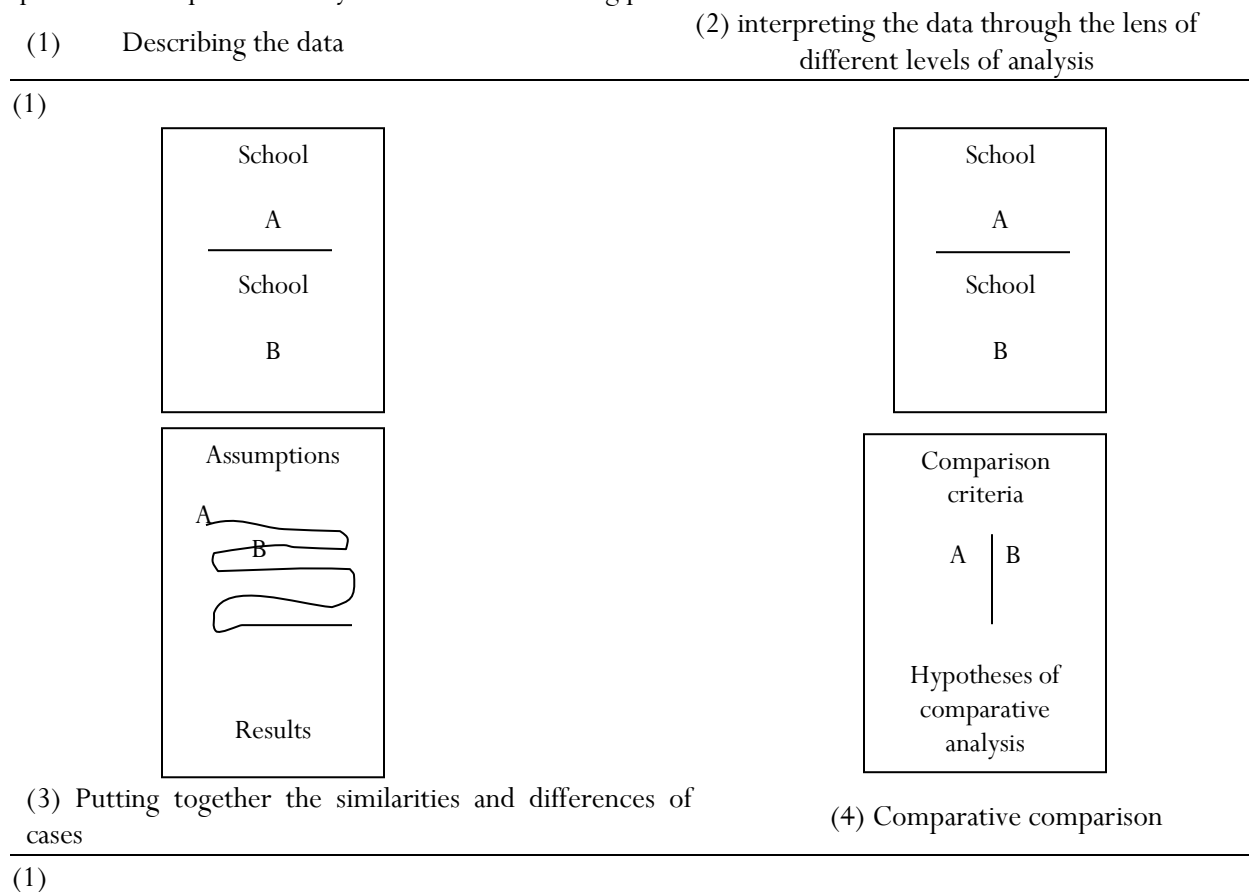 (1) Describing the data
(2) interpreting the data through the lens of
different levels of analysis
(1)
School
A
School
B
School
A
School
B
Assumptions
A
B
Results
Comparison
criteria
A B
Hypotheses of
comparative
analysis
(3) Putting together the similarities and differences of
cases
(4) Comparative comparison
(1)